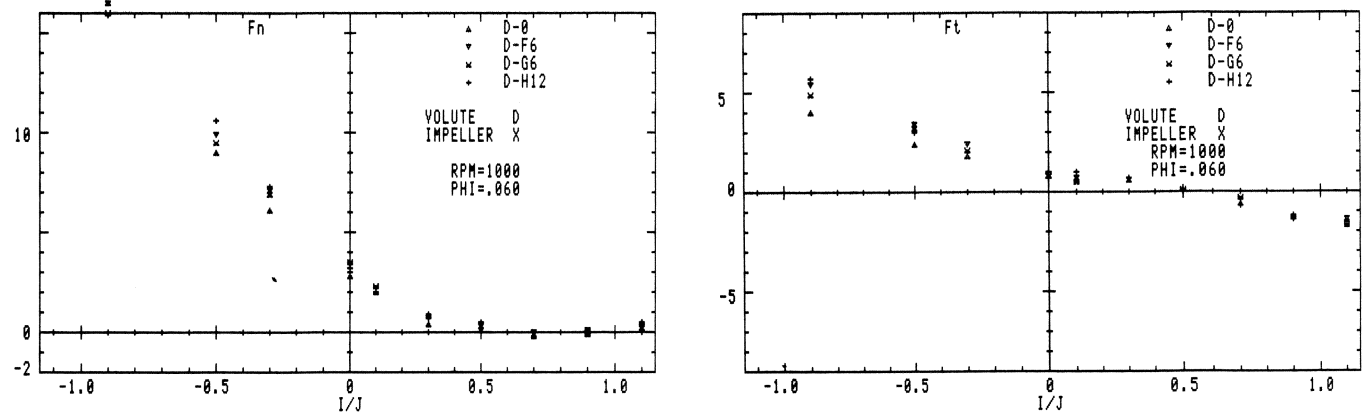 Fn
D-0
D-F6
D-G6
D-H12
VOLUTE D
IMPELLER X
RPM=1000
PHI=.060
10
0
-2
-1.0 -0.5 0 0.5 1.0
I/J
Ft
D-0
D-F6
D-G6
D-H12
VOLUTE D
IMPELLER X
RPM=1000
PHI=.060
5
0
-5
-1.0 -0.5 0 0.5 1.0
I/J